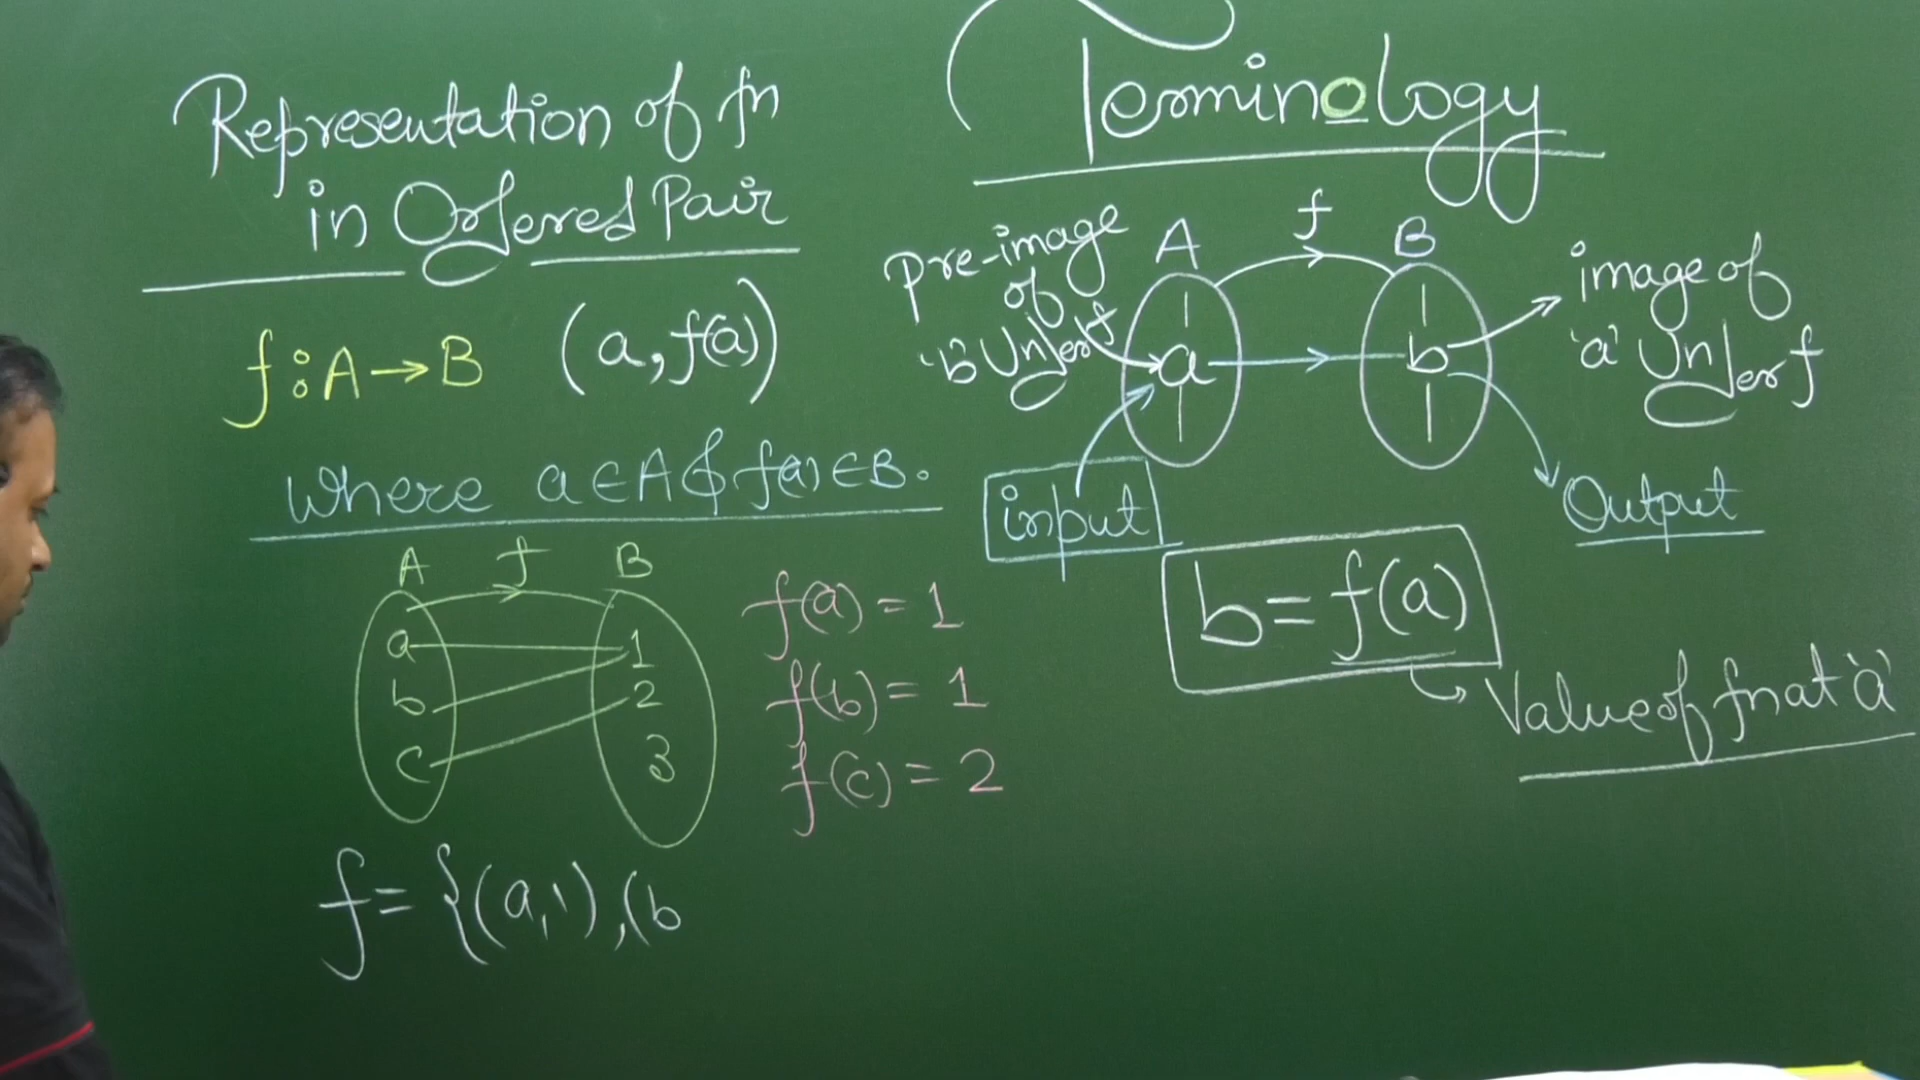 Representation of fn
in Ordered Pair
f : A → B (a, f(a))
where a ∈ A & f(a) ∈ B.
A f B
a 1
b 2
c 3
f(a) = 1
f(b) = 1
f(c) = 2
f = {(a,1), (b
Terminology
A f B
pre-image
of
'b' Under f
a
b
image of
'a' Under f
input
Output
b = f(a)
Value of fn at 'a'